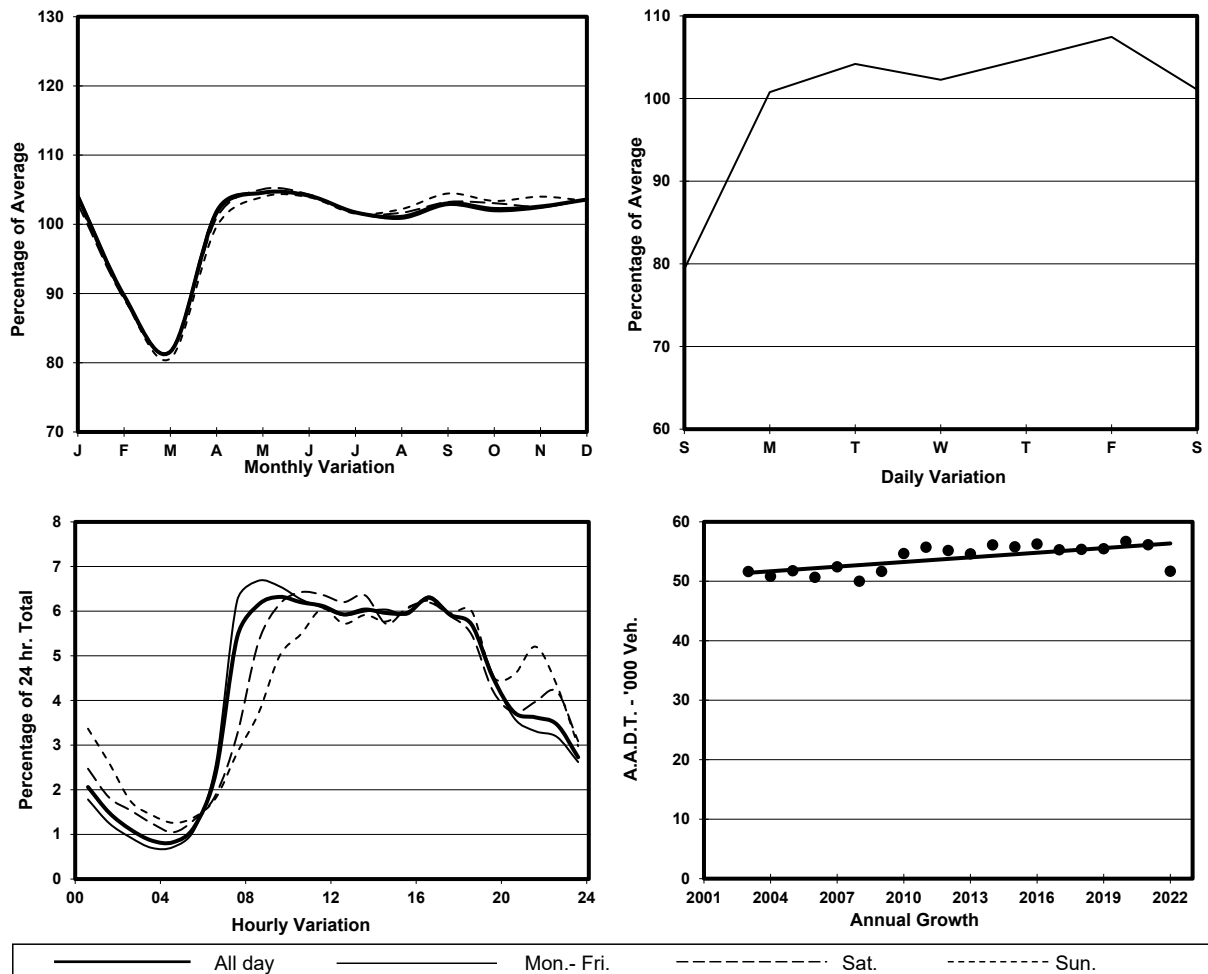 130
120
110
100
90
80
70
Percentage of Average
J F M A M J J A S O N D
Monthly Variation
110
100
90
80
70
60
Percentage of Average
S M T W T F S
Daily Variation
8
7
6
5
4
3
2
1
0
Percentage of 24 hr. Total
00 04 08 12 16 20 24
Hourly Variation
60
50
40
30
20
10
0
A.A.D.T. - '000 Veh.
2001 2004 2007 2010 2013 2016 2019 2022
Annual Growth
All day Mon.- Fri. Sat. Sun.